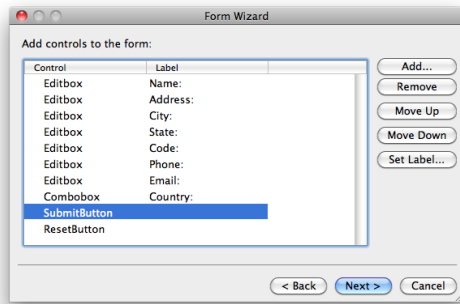 Form Wizard
Add controls to the form:
Control Label
Editbox Name:
Editbox Address:
Editbox City:
Editbox State:
Editbox Code:
Editbox Phone:
Editbox Email:
Combobox Country:
SubmitButton
ResetButton
Add...
Remove
Move Up
Move Down
Set Label...
< Back Next > Cancel